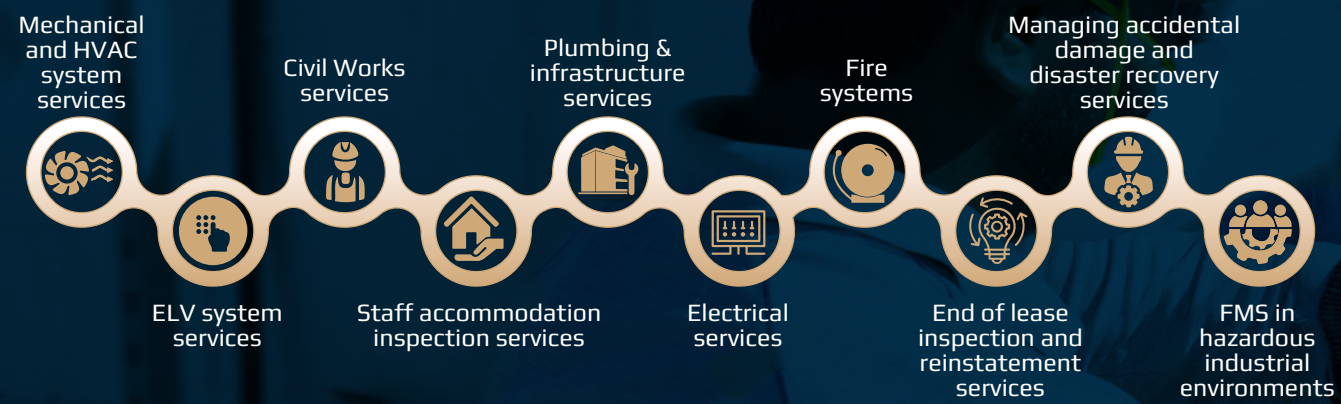 Mechanical
and HVAC
system
services
ELV system
services
Civil Works
services
Staff accommodation
inspection services
Plumbing &
infrastructure
services
Electrical
services
Fire
systems
End of lease
inspection and
reinstatement
services
Managing accidental
damage and
disaster recovery
services
FMS in
hazardous
industrial
environments